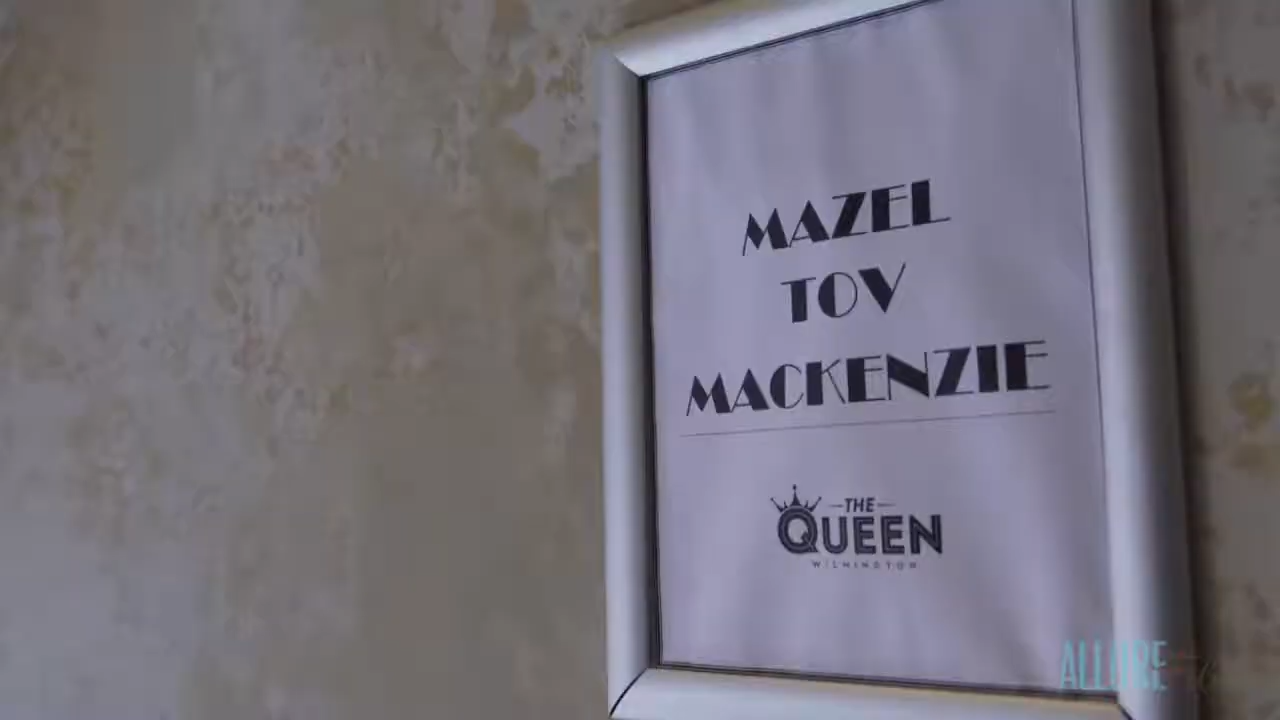 MAZEL
TOV
MACKENZIE
THE
QUEEN
WILMINGTON
ALLURE